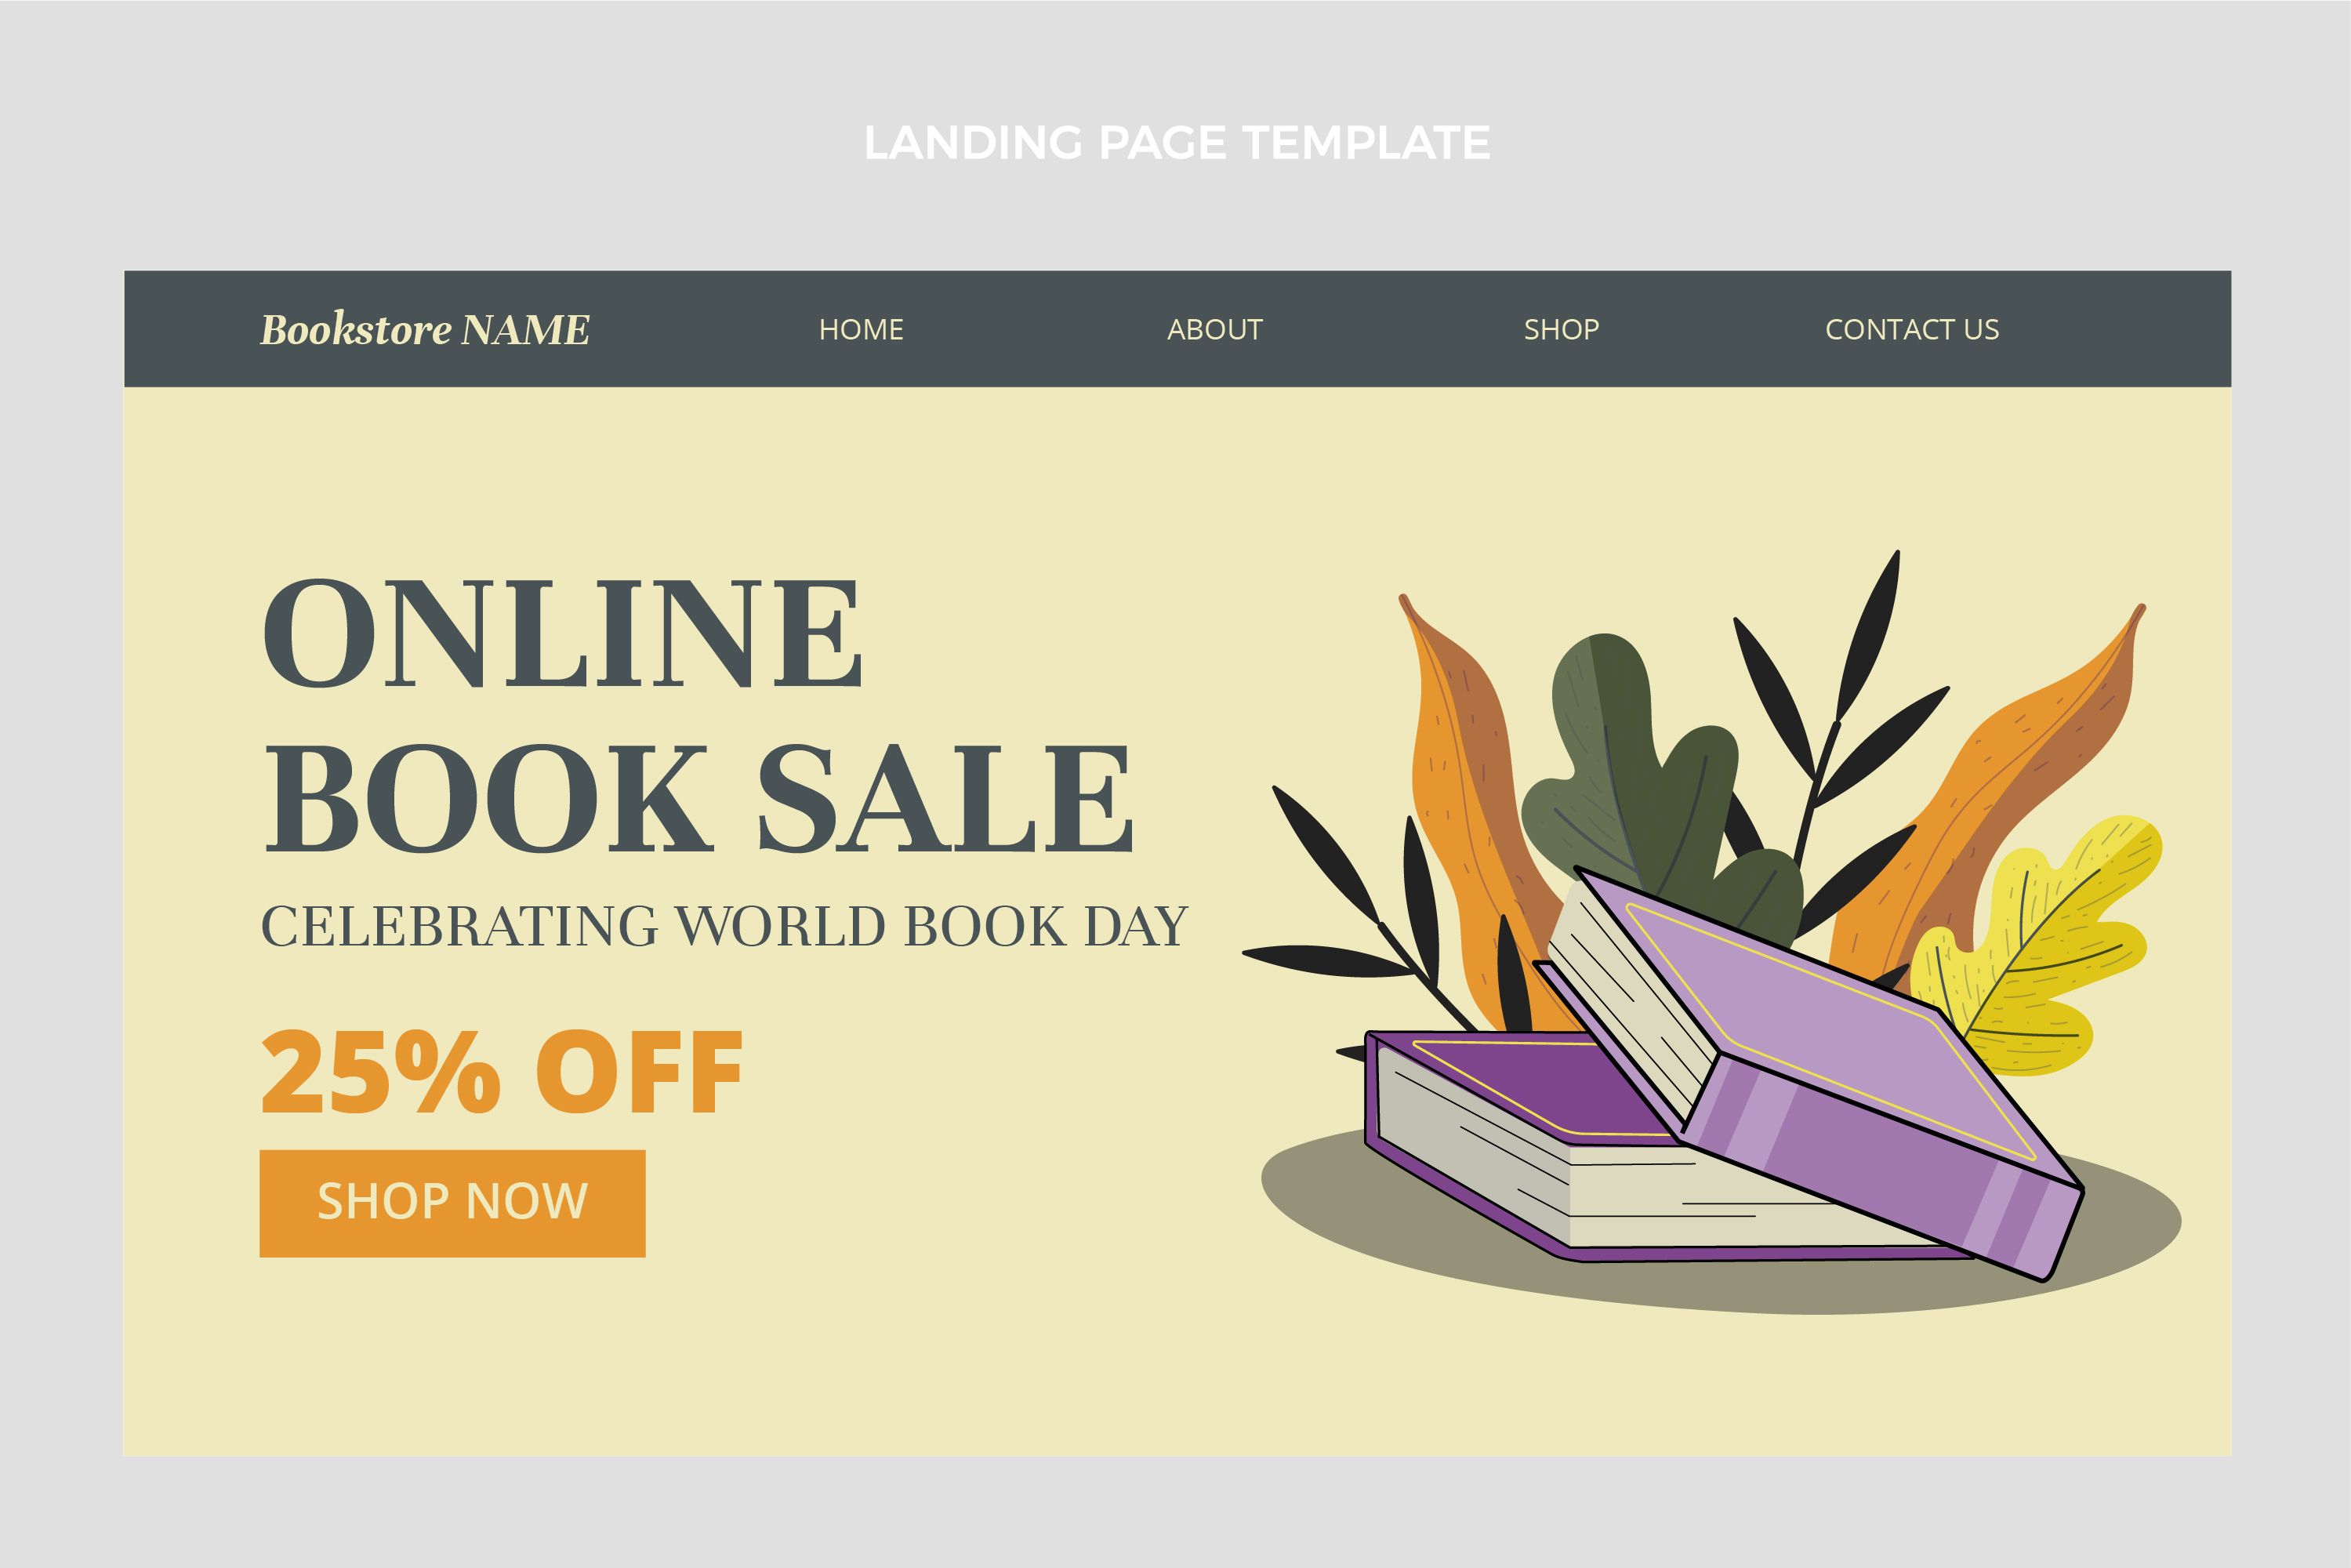 LANDING PAGE TEMPLATE
Bookstore NAME HOME ABOUT SHOP CONTACT US
ONLINE
BOOK SALE
CELEBRATING WORLD BOOK DAY
25% OFF
SHOP NOW